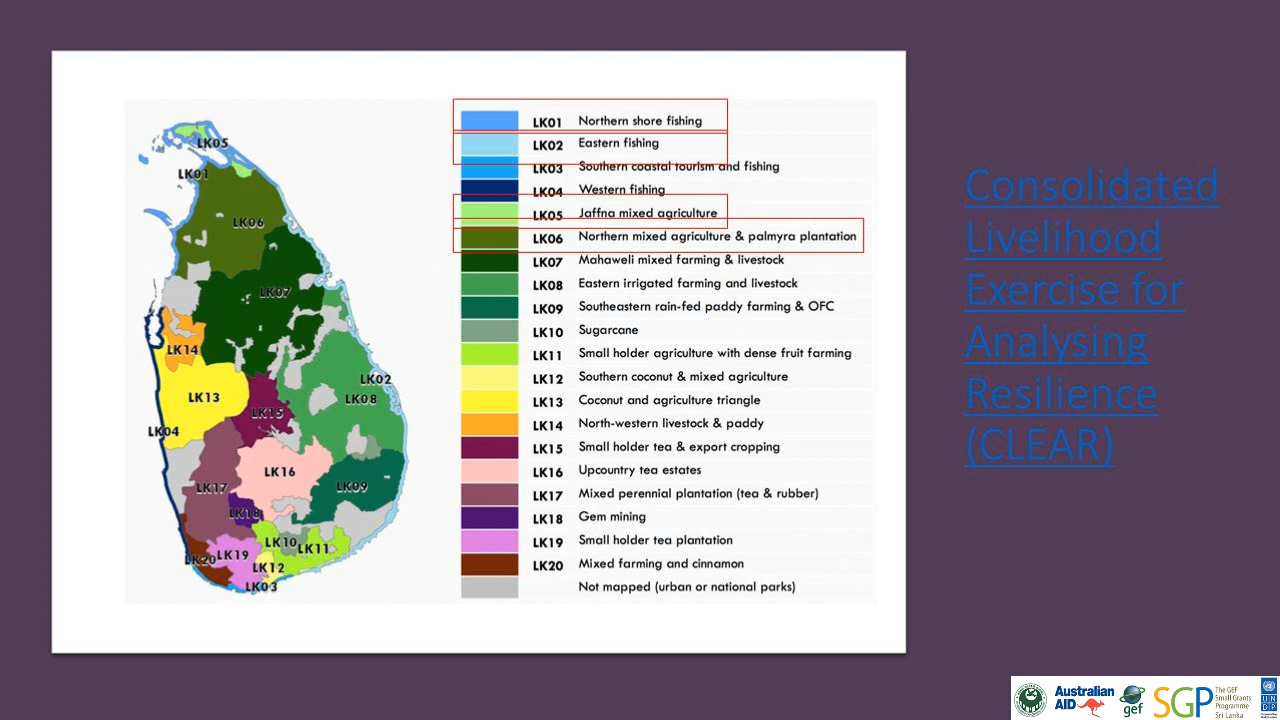 LK05
LK01
LK06
LK07
LK14
LK13
LK15
LK02
LK08
LK04
LK16
LK17
LK09
LK18
LK10
LK11
LK20
LK19
LK12
LK03
LK01 Northern shore fishing
LK02 Eastern fishing
LK03 Southern coastal tourism and fishing
LK04 Western fishing
LK05 Jaffna mixed agriculture
LK06 Northern mixed agriculture & palmyra plantation
LK07 Mahaweli mixed farming & livestock
LK08 Eastern irrigated farming and livestock
LK09 Southeastern rain-fed paddy farming & OFC
LK10 Sugarcane
LK11 Small holder agriculture with dense fruit farming
LK12 Southern coconut & mixed agriculture
LK13 Coconut and agriculture triangle
LK14 North-western livestock & paddy
LK15 Small holder tea & export cropping
LK16 Upcountry tea estates
LK17 Mixed perennial plantation (tea & rubber)
LK18 Gem mining
LK19 Small holder tea plantation
LK20 Mixed farming and cinnamon
Not mapped (urban or national parks)
Consolidated
Livelihood
Exercise for
Analysing
Resilience
(CLEAR)
Australian
AID
gef
SGP
The GEF
Small Grants
Programme
Sri Lanka
U N
D P